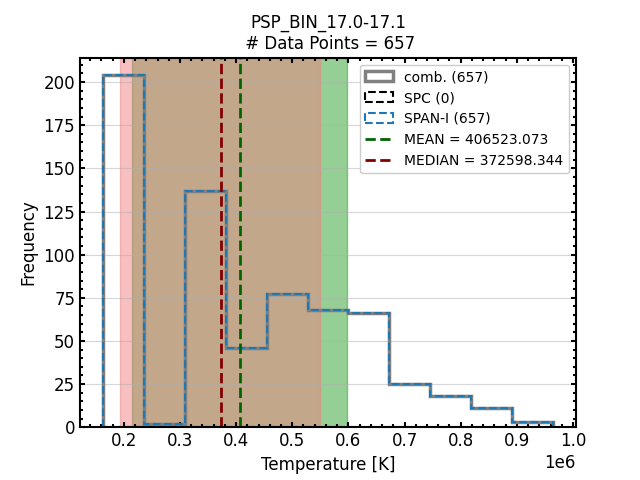 PSP_BIN_17.0-17.1
# Data Points = 657
comb. (657)
SPC (0)
SPAN-I (657)
MEAN = 406523.073
MEDIAN = 372598.344
Frequency
200
175
150
125
100
75
50
25
0
0.2 0.3 0.4 0.5 0.6 0.7 0.8 0.9 1.0
1e6
Temperature [K]